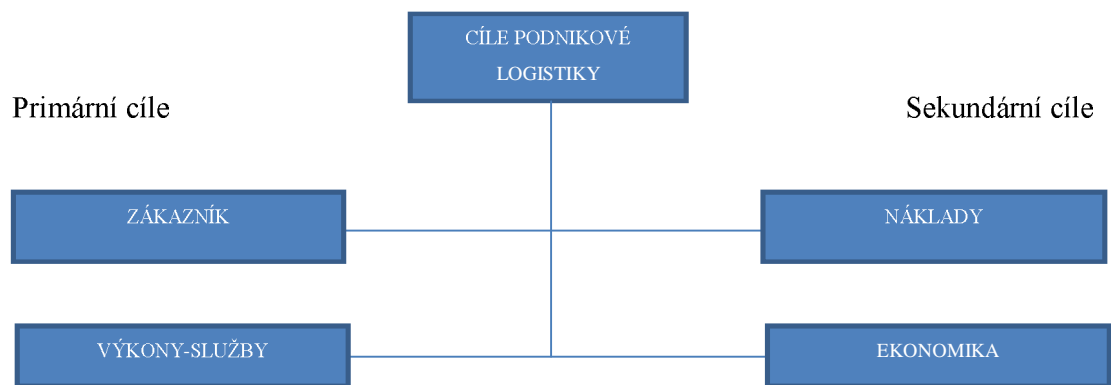 CÍLE PODNIKOVÉ
LOGISTIKY
Primární cíle
Sekundární cíle
ZÁKAZNÍK
NÁKLADY
VÝKONY-SLUŽBY
EKONOMIKA